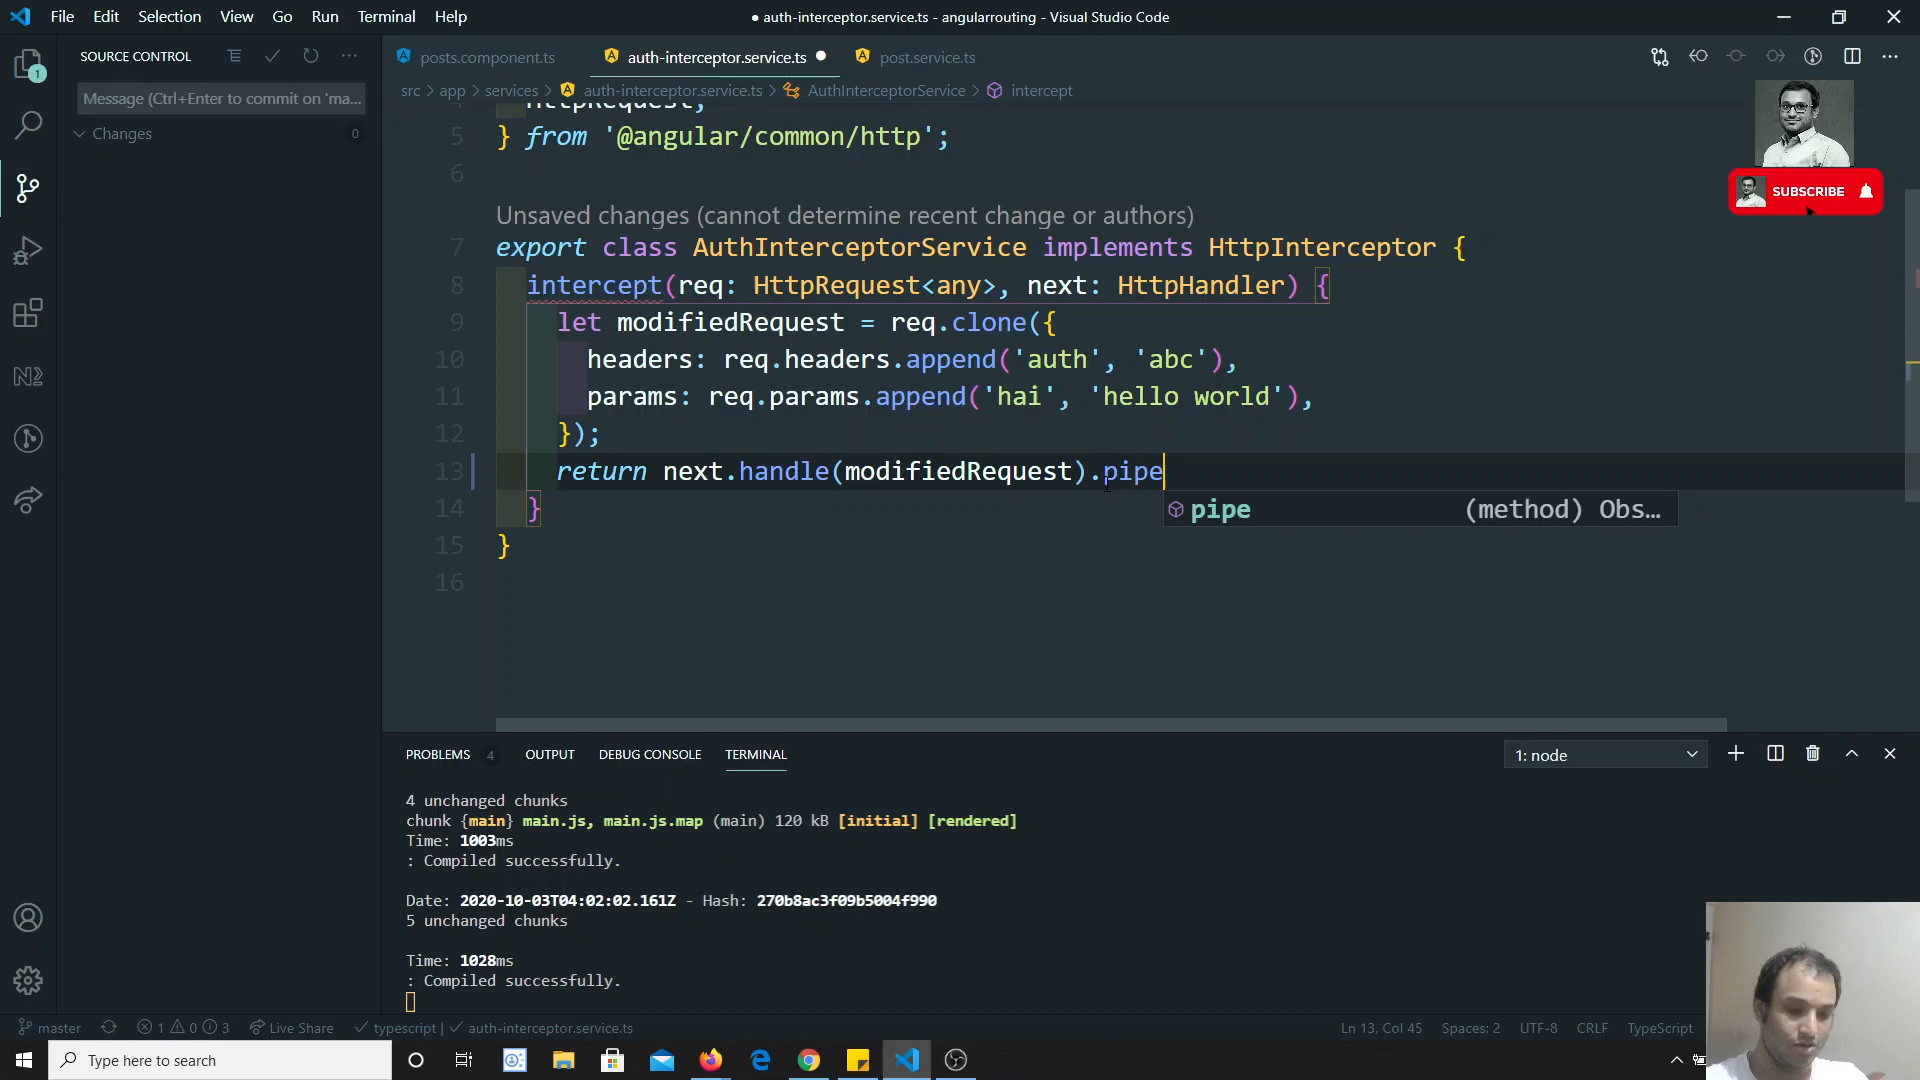 File Edit Selection View Go Run Terminal Help
● auth-interceptor.service.ts - angularrouting - Visual Studio Code
SOURCE CONTROL
posts.component.ts auth-interceptor.service.ts post.service.ts
src > app > services > auth-interceptor.service.ts > AuthInterceptorService > intercept
Message (Ctrl+Enter to commit on 'ma...
Changes 0
1
4 HttpRequest,
5 } from '@angular/common/http';
6
Unsaved changes (cannot determine recent change or authors)
7 export class AuthInterceptorService implements HttpInterceptor {
8 intercept(req: HttpRequest<any>, next: HttpHandler) {
9 let modifiedRequest = req.clone({
10 headers: req.headers.append('auth', 'abc'),
11 params: req.params.append('hai', 'hello world'),
12 });
13 return next.handle(modifiedRequest).pipe
pipe (method) Obs...
14 }
15 }
16
SUBSCRIBE
PROBLEMS 4 OUTPUT DEBUG CONSOLE TERMINAL
1: node
4 unchanged chunks
chunk {main} main.js, main.js.map (main) 120 kB [initial] [rendered]
Time: 1003ms
: Compiled successfully.
Date: 2020-10-03T04:02:02.161Z - Hash: 270b8ac3f09b5004f990
5 unchanged chunks
Time: 1028ms
: Compiled successfully.
master 1 0 3 Live Share typescript | auth-interceptor.service.ts
Ln 13, Col 45 Spaces: 2 UTF-8 CRLF TypeScript
Type here to search